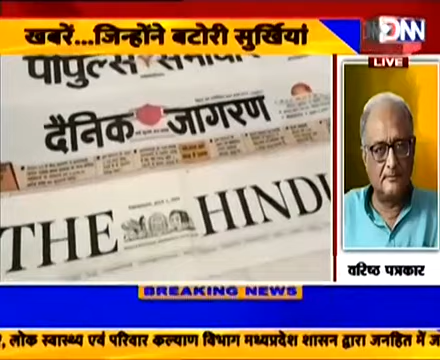 खबरें...जिन्होंने बटोरी सुर्खियां
DNN
LIVE
पीपुल्स समाचार
दैनिक जागरण
THE HINDU
वरिष्ठ पत्रकार
BREAKING NEWS
, लोक स्वास्थ्य एवं परिवार कल्याण विभाग मध्यप्रदेश शासन द्वारा जनहित में ज